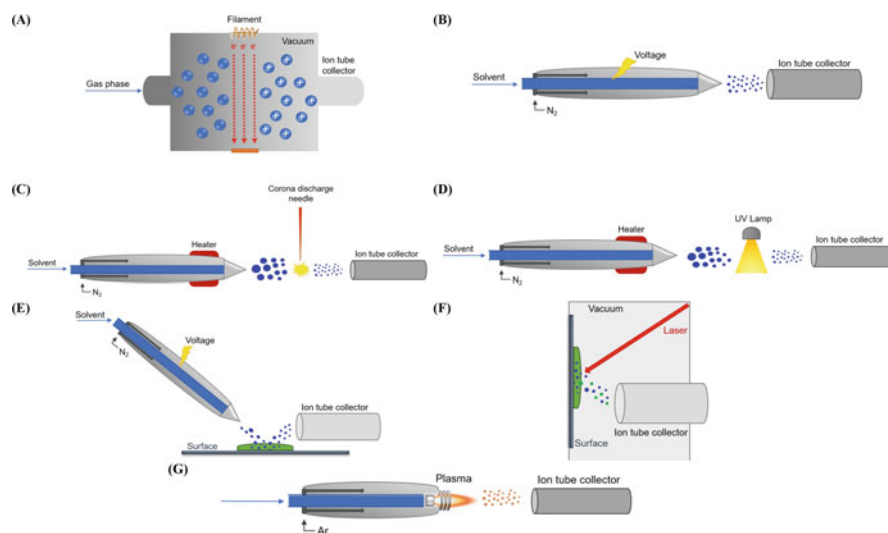 (A)
Filament
e⁻ e⁻ e⁻
Vacuum
Ion tube
collector
Gas phase
(B)
Voltage
Ion tube collector
Solvent
N₂
(C)
Corona discharge
needle
Heater
Ion tube collector
Solvent
N₂
(D)
UV Lamp
Heater
Ion tube collector
Solvent
N₂
(E)
Solvent
N₂
Voltage
Ion tube collector
Surface
(F)
Vacuum
Laser
Ion tube collector
Surface
(G)
Plasma
Ion tube collector
Ar